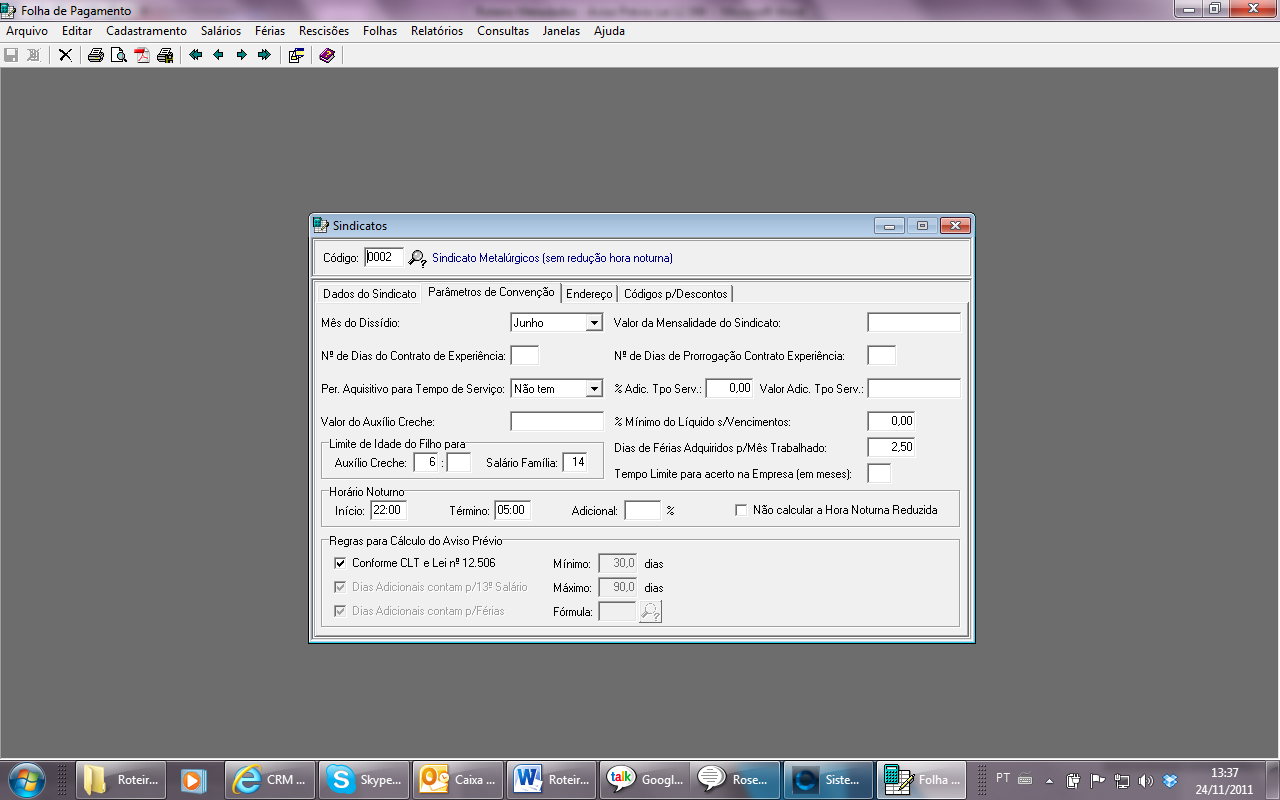 Folha de Pagamento
Arquivo Editar Cadastramento Salários Férias Rescisões Folhas Relatórios Consultas Janelas Ajuda
Sindicatos
Código: 0002 Sindicato Metalúrgicos (sem redução hora noturna)
Dados do Sindicato Parâmetros de Convenção Endereço Códigos p/Descontos
Mês do Dissídio: Junho Valor da Mensalidade do Sindicato:
Nº de Dias do Contrato de Experiência: Nº de Dias de Prorrogação Contrato Experiência:
Per. Aquisitivo para Tempo de Serviço: Não tem % Adic. Tpo Serv.: 0,00 Valor Adic. Tpo Serv.:
Valor do Auxílio Creche: % Mínimo do Líquido s/Vencimentos: 0,00
Limite de Idade do Filho para
Dias de Férias Adquiridos p/Mês Trabalhado: 2,50
Auxílio Creche: 6 : Salário Família: 14
Tempo Limite para acerto na Empresa (em meses):
Horário Noturno
Início: 22:00 Término: 05:00 Adicional: % Não calcular a Hora Noturna Reduzida
Regras para Cálculo do Aviso Prévio
Conforme CLT e Lei nº 12.506 Mínimo: 30,0 dias
Dias Adicionais contam p/13º Salário Máximo: 90,0 dias
Dias Adicionais contam p/Férias Fórmula:
Roteir... CRM ... Skype... Caixa ... Roteir... talk Googl... Rose... Siste... Folha ... PT 13:37
24/11/2011